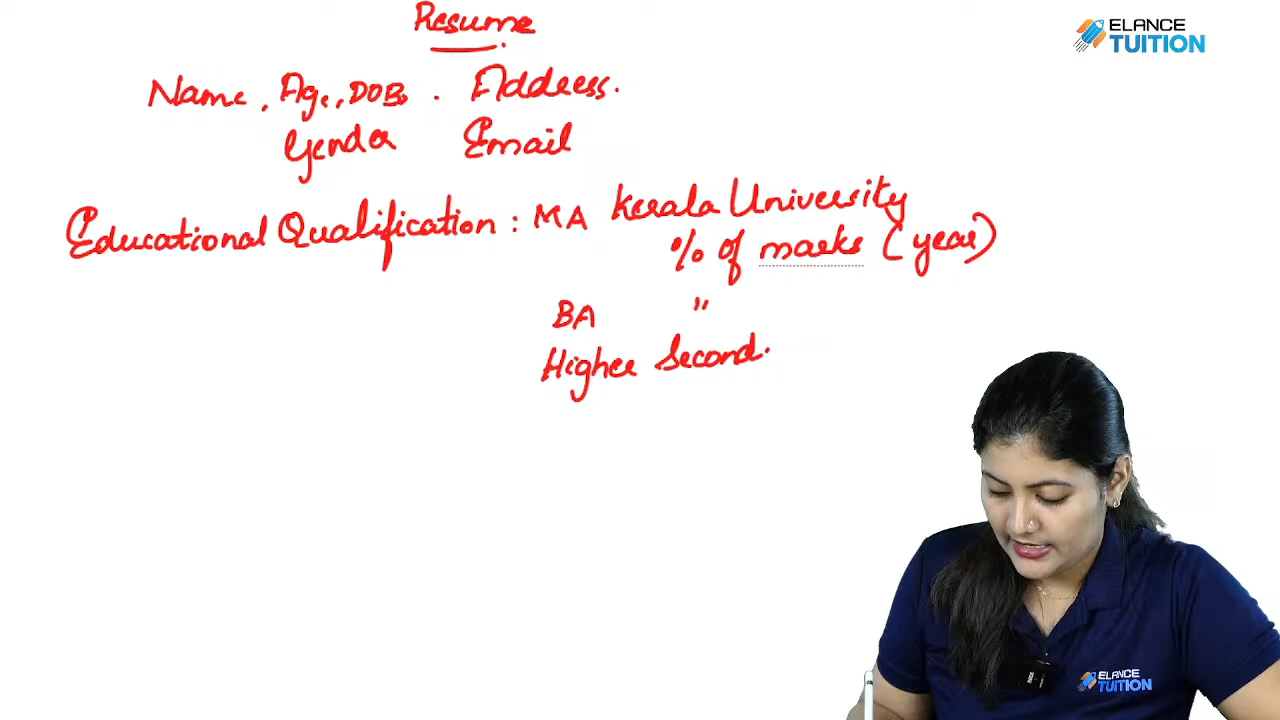 Resume
ELANCE
TUITION
Name, Age, DOB. Address.
Gender Email
Educational Qualification : MA Kerala University
% of marks (year)
BA "
Higher Second.
ELANCE
TUITION